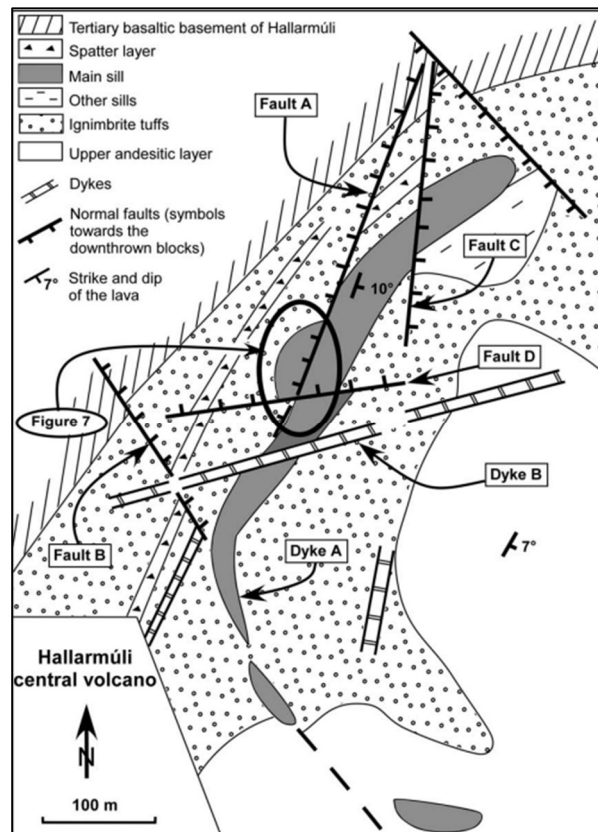 Tertiary basaltic basement of Hallarmúli
Spatter layer
Main sill
Other sills
Ignimbrite tuffs
Upper andesitic layer
Dykes
Normal faults (symbols
towards the
downthrown blocks)
7°
Strike and dip
of the lava
Fault A
Fault C
10°
Fault D
Figure 7
Dyke B
Fault B
Dyke A
7°
Hallarmúli
central volcano
N
100 m